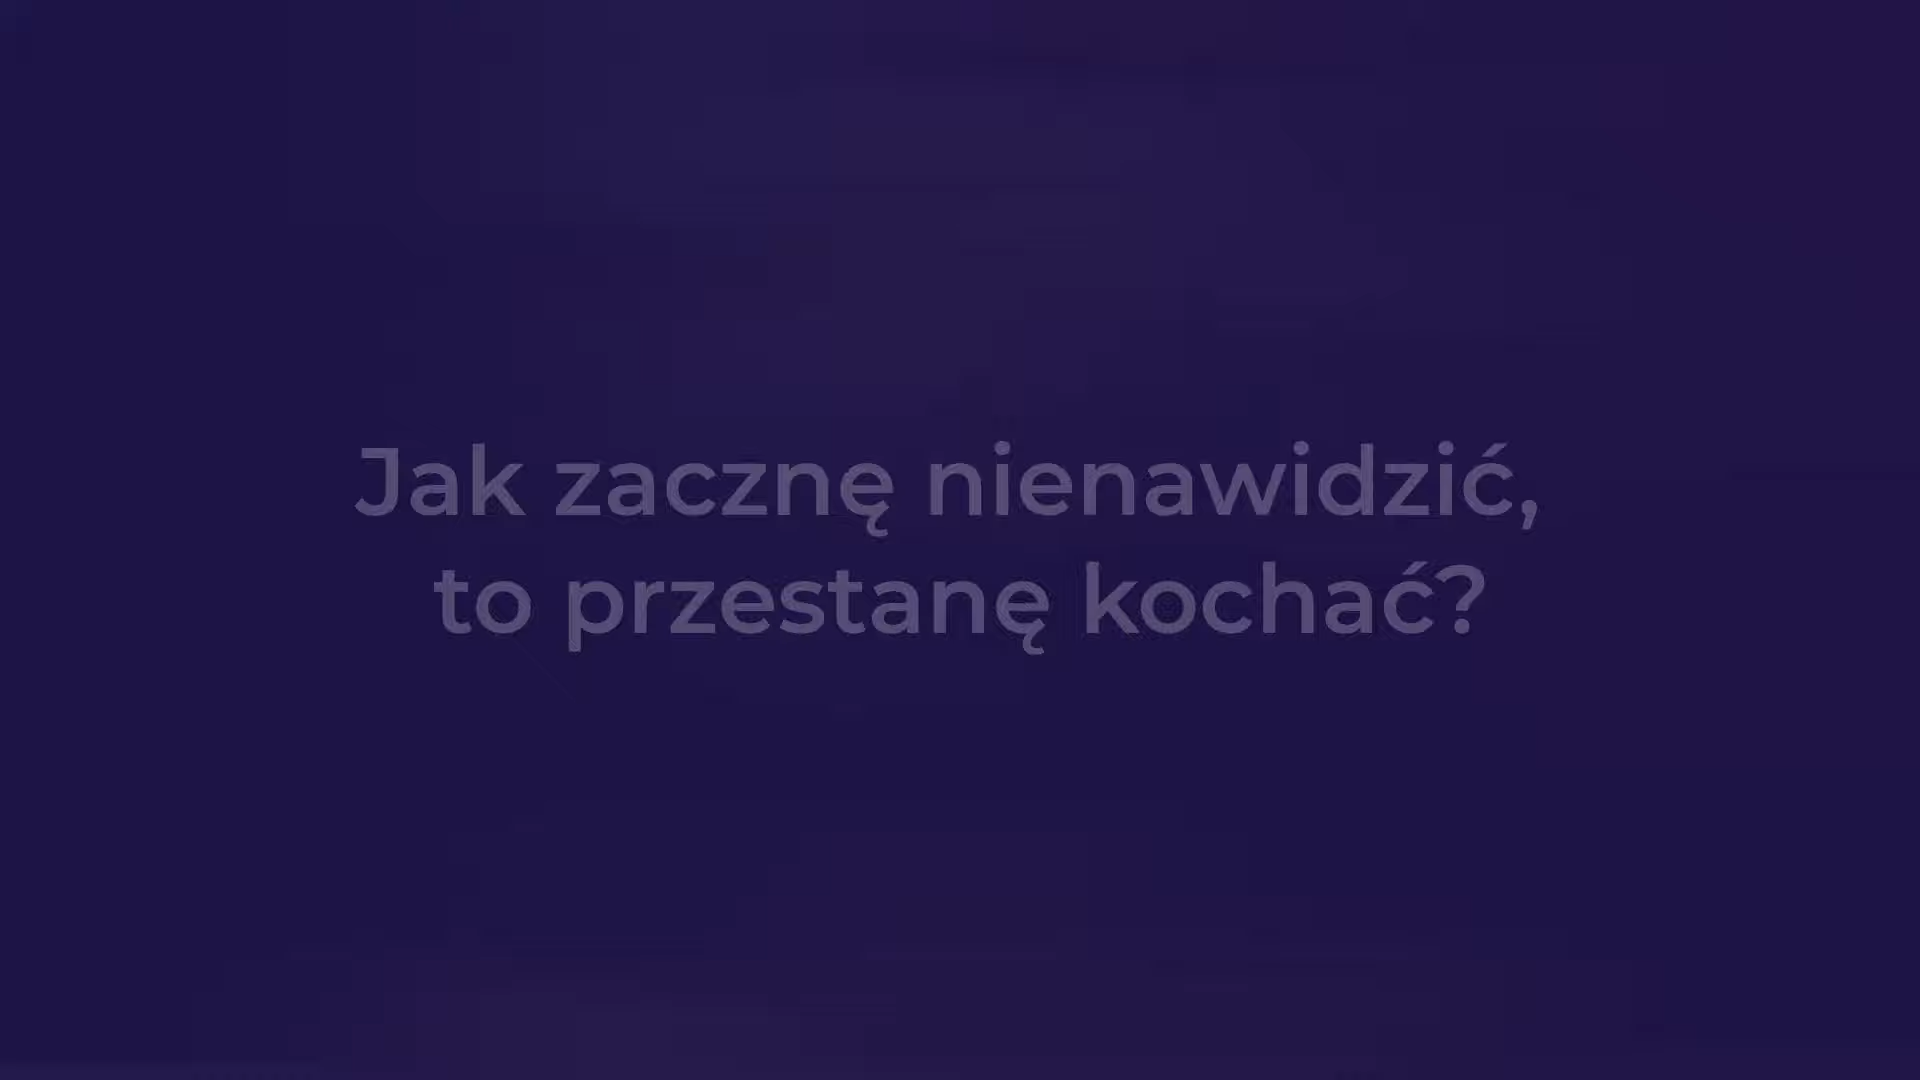 Jak zacznę nienawidzić,
to przestanę kochać?